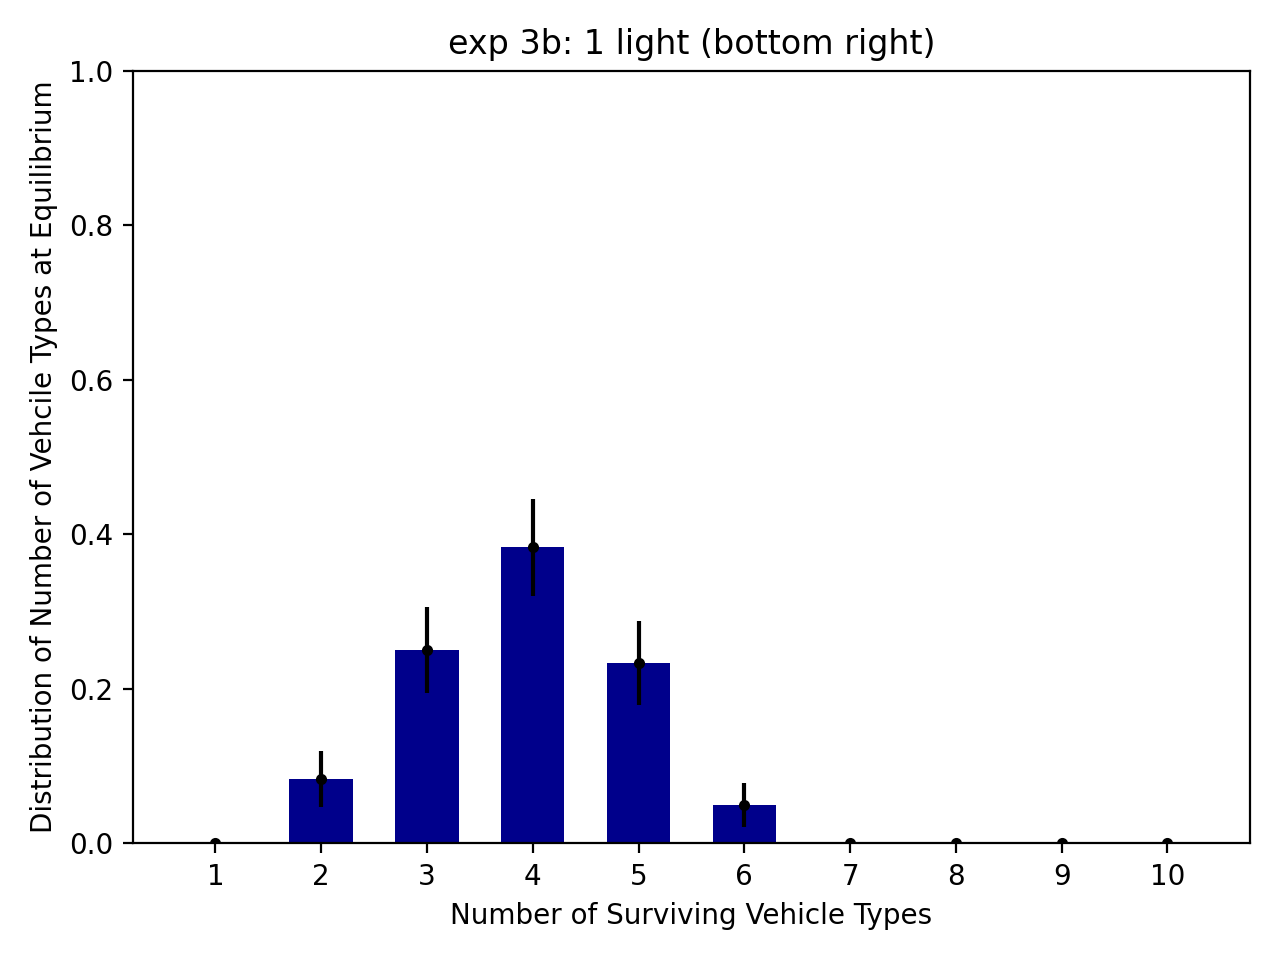 exp 3b: 1 light (bottom right)
Distribution of Number of Vehcile Types at Equilibrium
1.0
0.8
0.6
0.4
0.2
0.0
1 2 3 4 5 6 7 8 9 10
Number of Surviving Vehicle Types